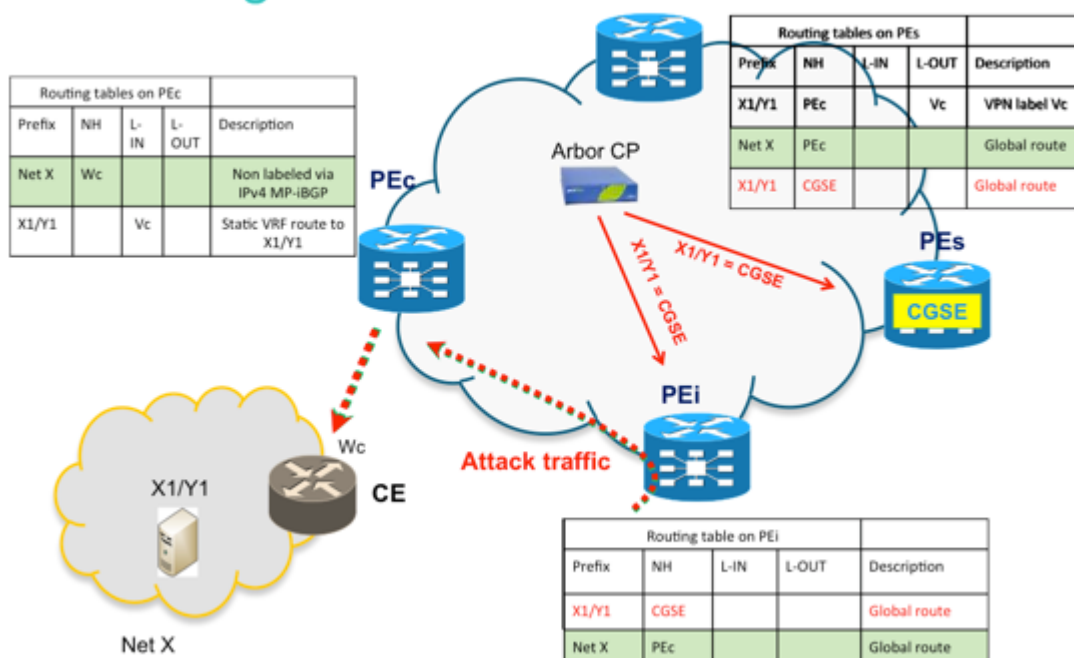 Routing tables on PEs
Prefix NH L-IN L-OUT Description
X1/Y1 PEc Vc VPN label Vc
Net X PEc Global route
X1/Y1 CGSE Global route
Routing tables on PEc
Prefix NH L-IN L-OUT Description
Net X Wc Non labeled via IPv4 MP-iBGP
X1/Y1 Vc Static VRF route to X1/Y1
Arbor CP
PEc
X1/Y1 = CGSE
X1/Y1 = CGSE
PEs
CGSE
PEi
Attack traffic
Wc
CE
X1/Y1
Net X
Routing table on PEi
Prefix NH L-IN L-OUT Description
X1/Y1 CGSE Global route
Net X PEc Global route